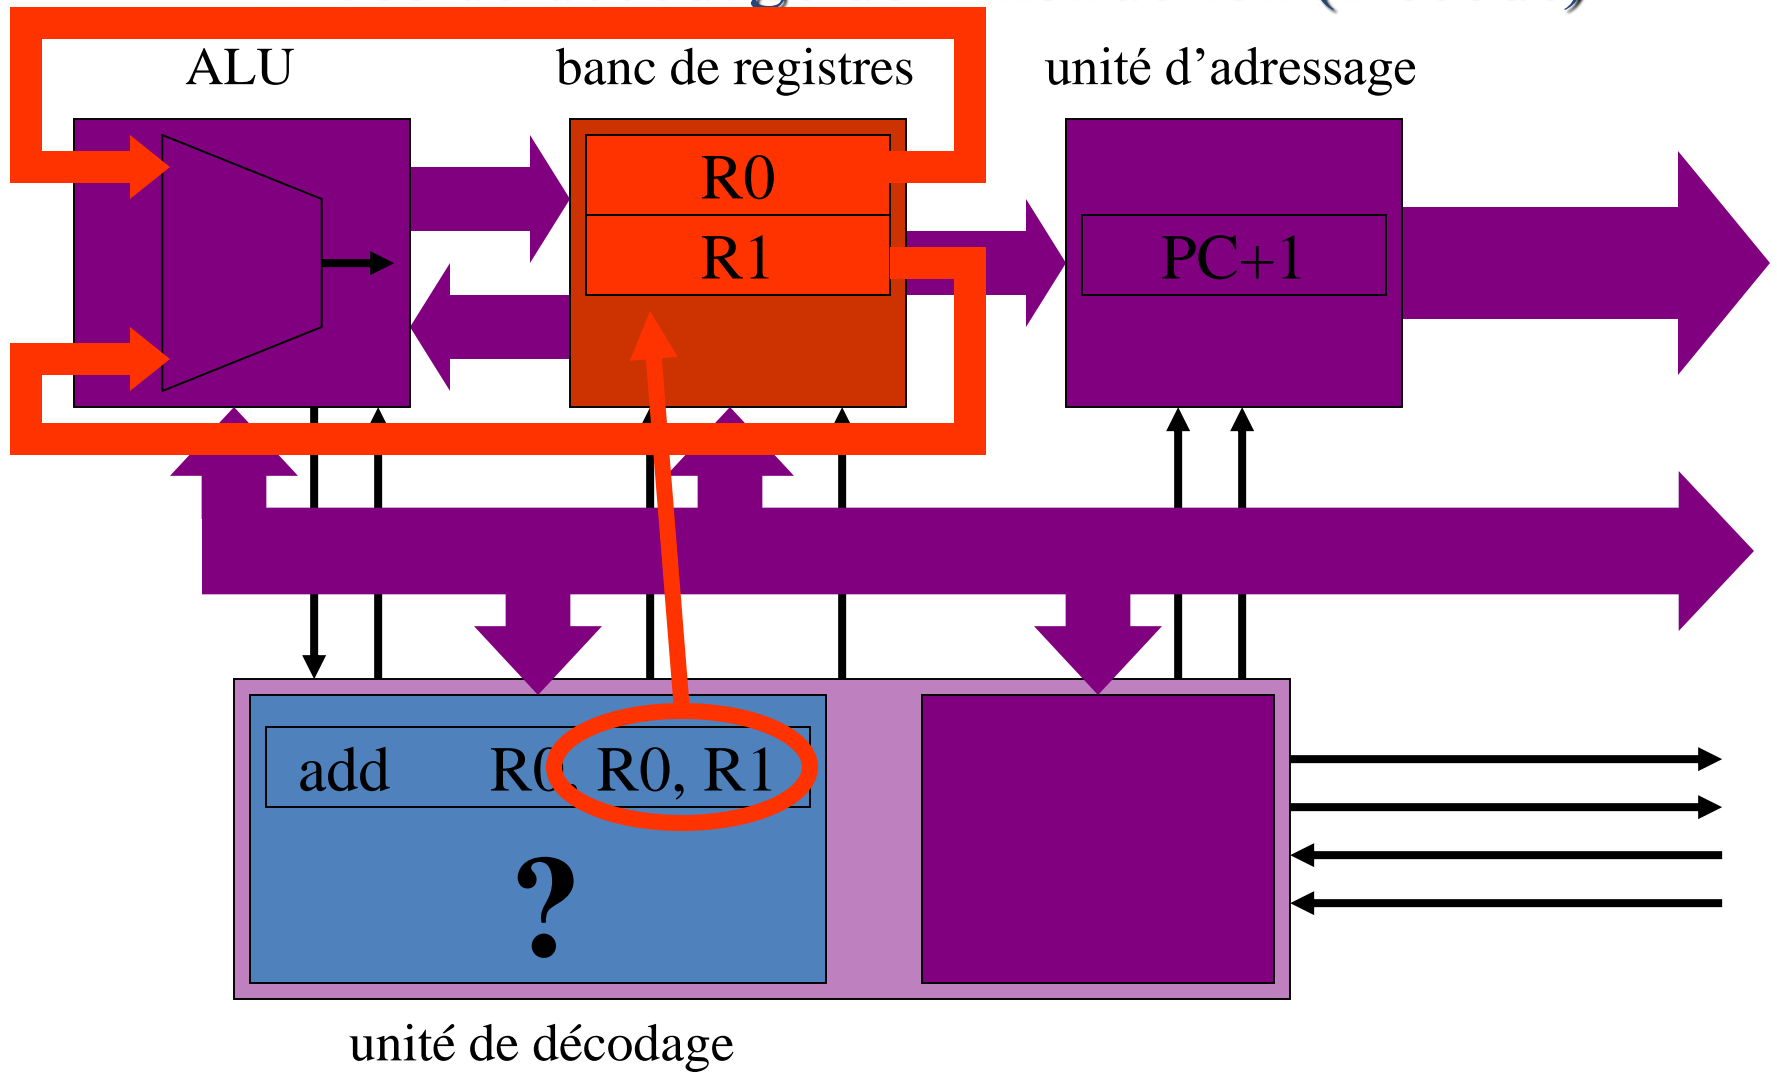 ALU
banc de registres
unité d’adressage
R0
R1
PC+1
add R0, R0, R1
?
unité de décodage